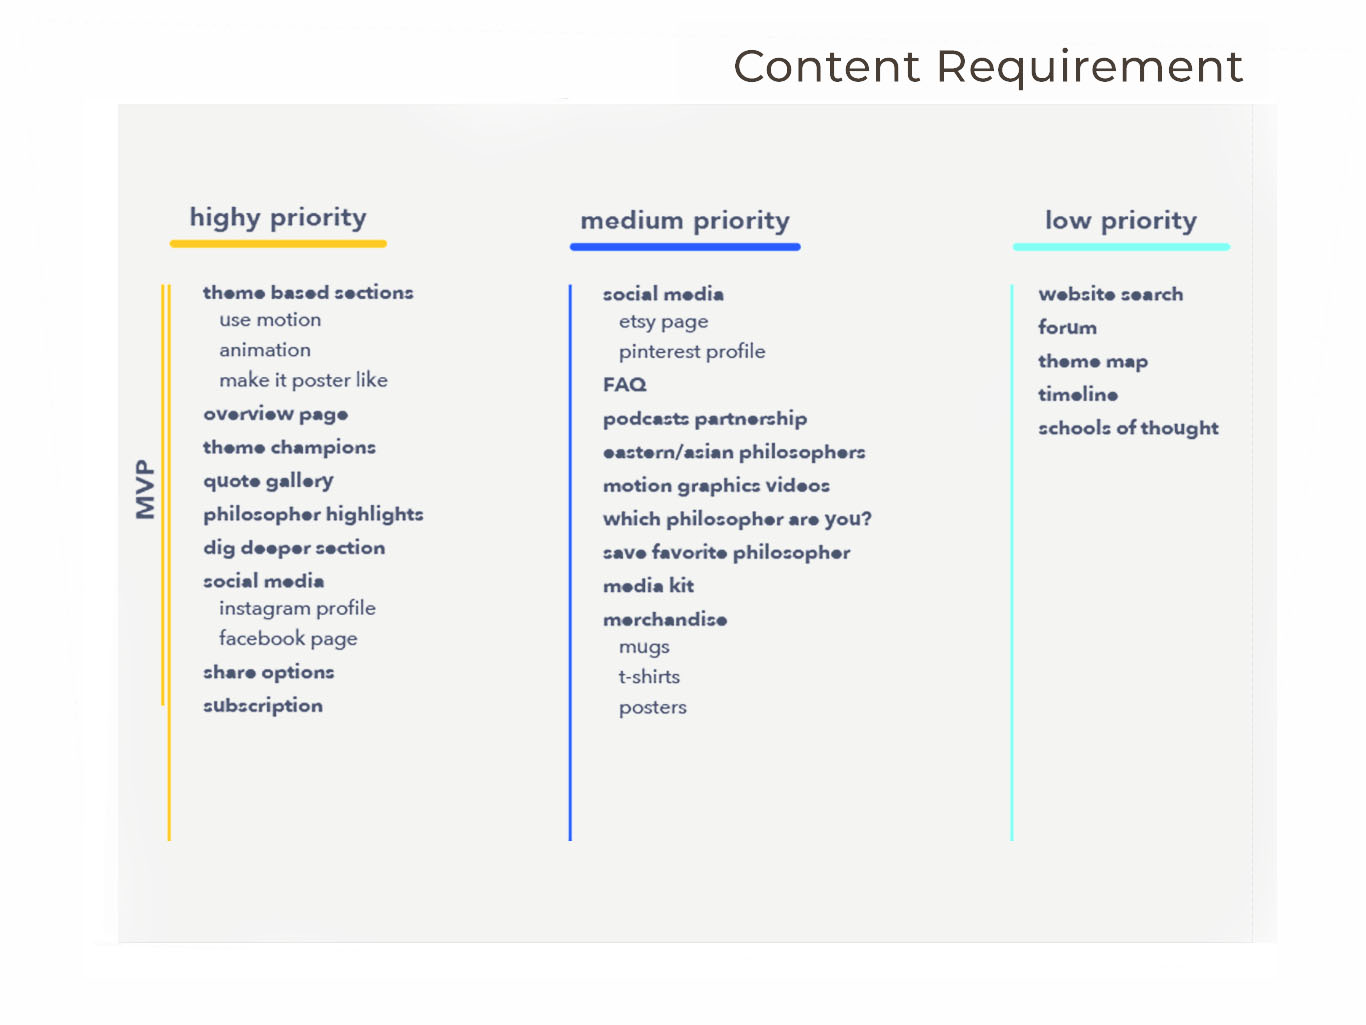 Content Requirement
highy priority
MVP
theme based sections
use motion
animation
make it poster like
overview page
theme champions
quote gallery
philosopher highlights
dig deeper section
social media
instagram profile
facebook page
share options
subscription
medium priority
social media
etsy page
pinterest profile
FAQ
podcasts partnership
eastern/asian philosophers
motion graphics videos
which philosopher are you?
save favorite philosopher
media kit
merchandise
mugs
t-shirts
posters
low priority
website search
forum
theme map
timeline
schools of thought